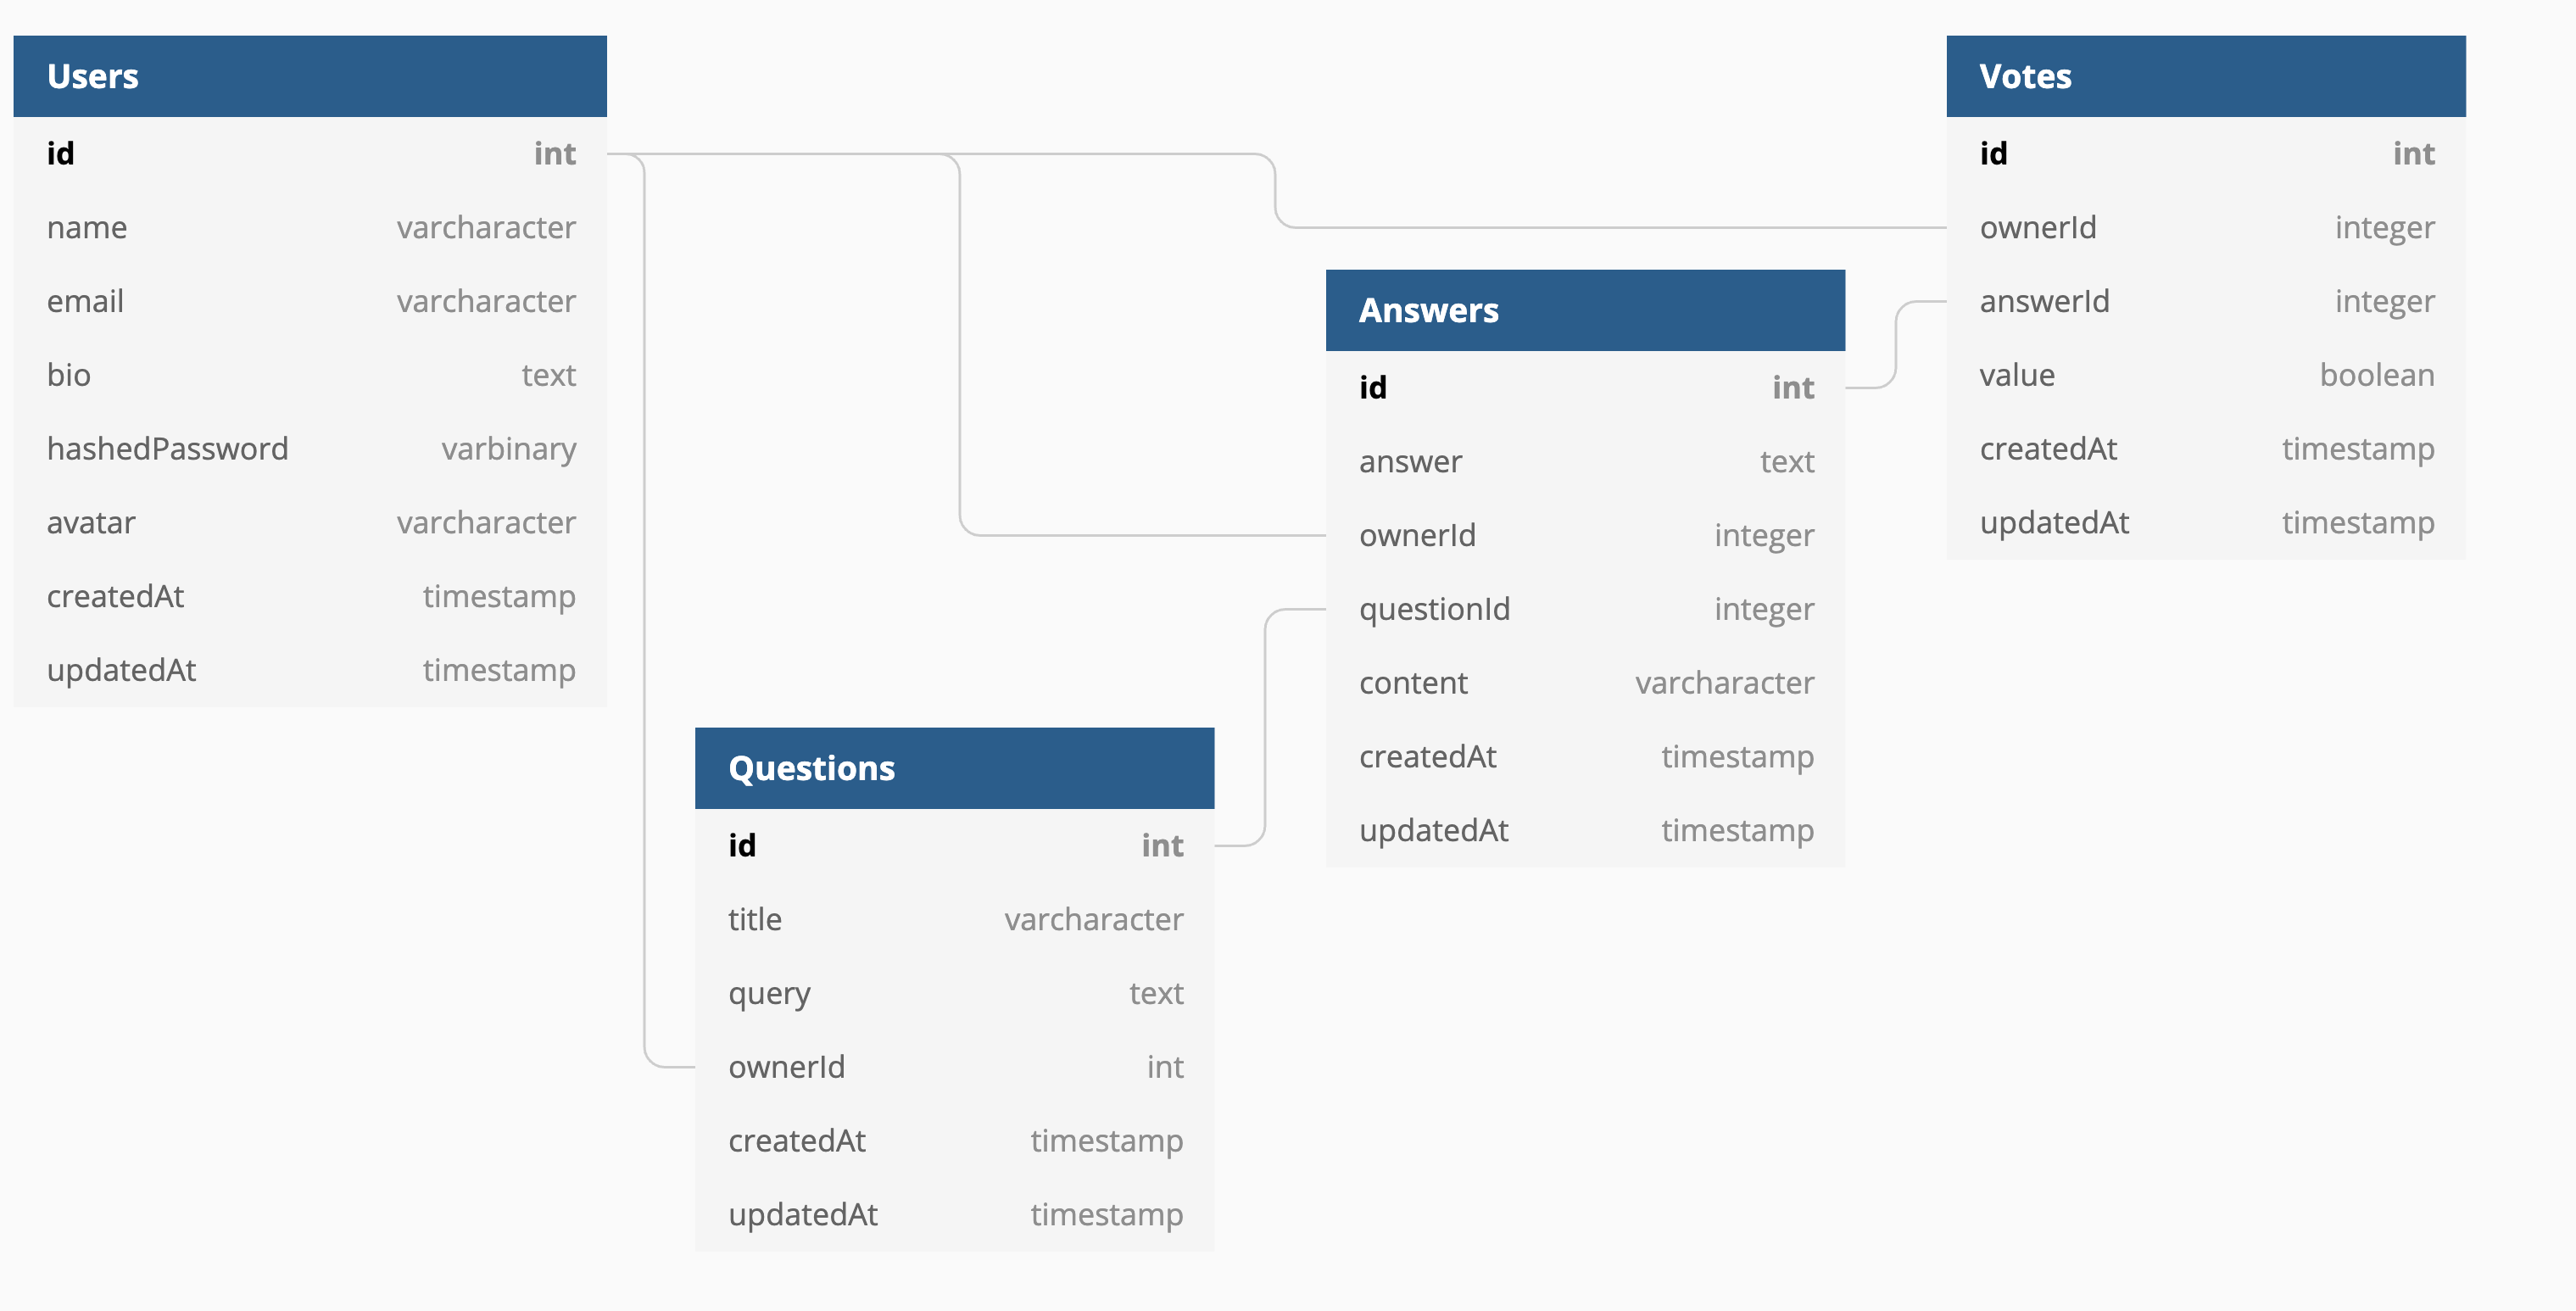 Users
id int
name varcharacter
email varcharacter
bio text
hashedPassword varbinary
avatar varcharacter
createdAt timestamp
updatedAt timestamp
Questions
id int
title varcharacter
query text
ownerId int
createdAt timestamp
updatedAt timestamp
Answers
id int
answer text
ownerId integer
questionId integer
content varcharacter
createdAt timestamp
updatedAt timestamp
Votes
id int
ownerId integer
answerId integer
value boolean
createdAt timestamp
updatedAt timestamp